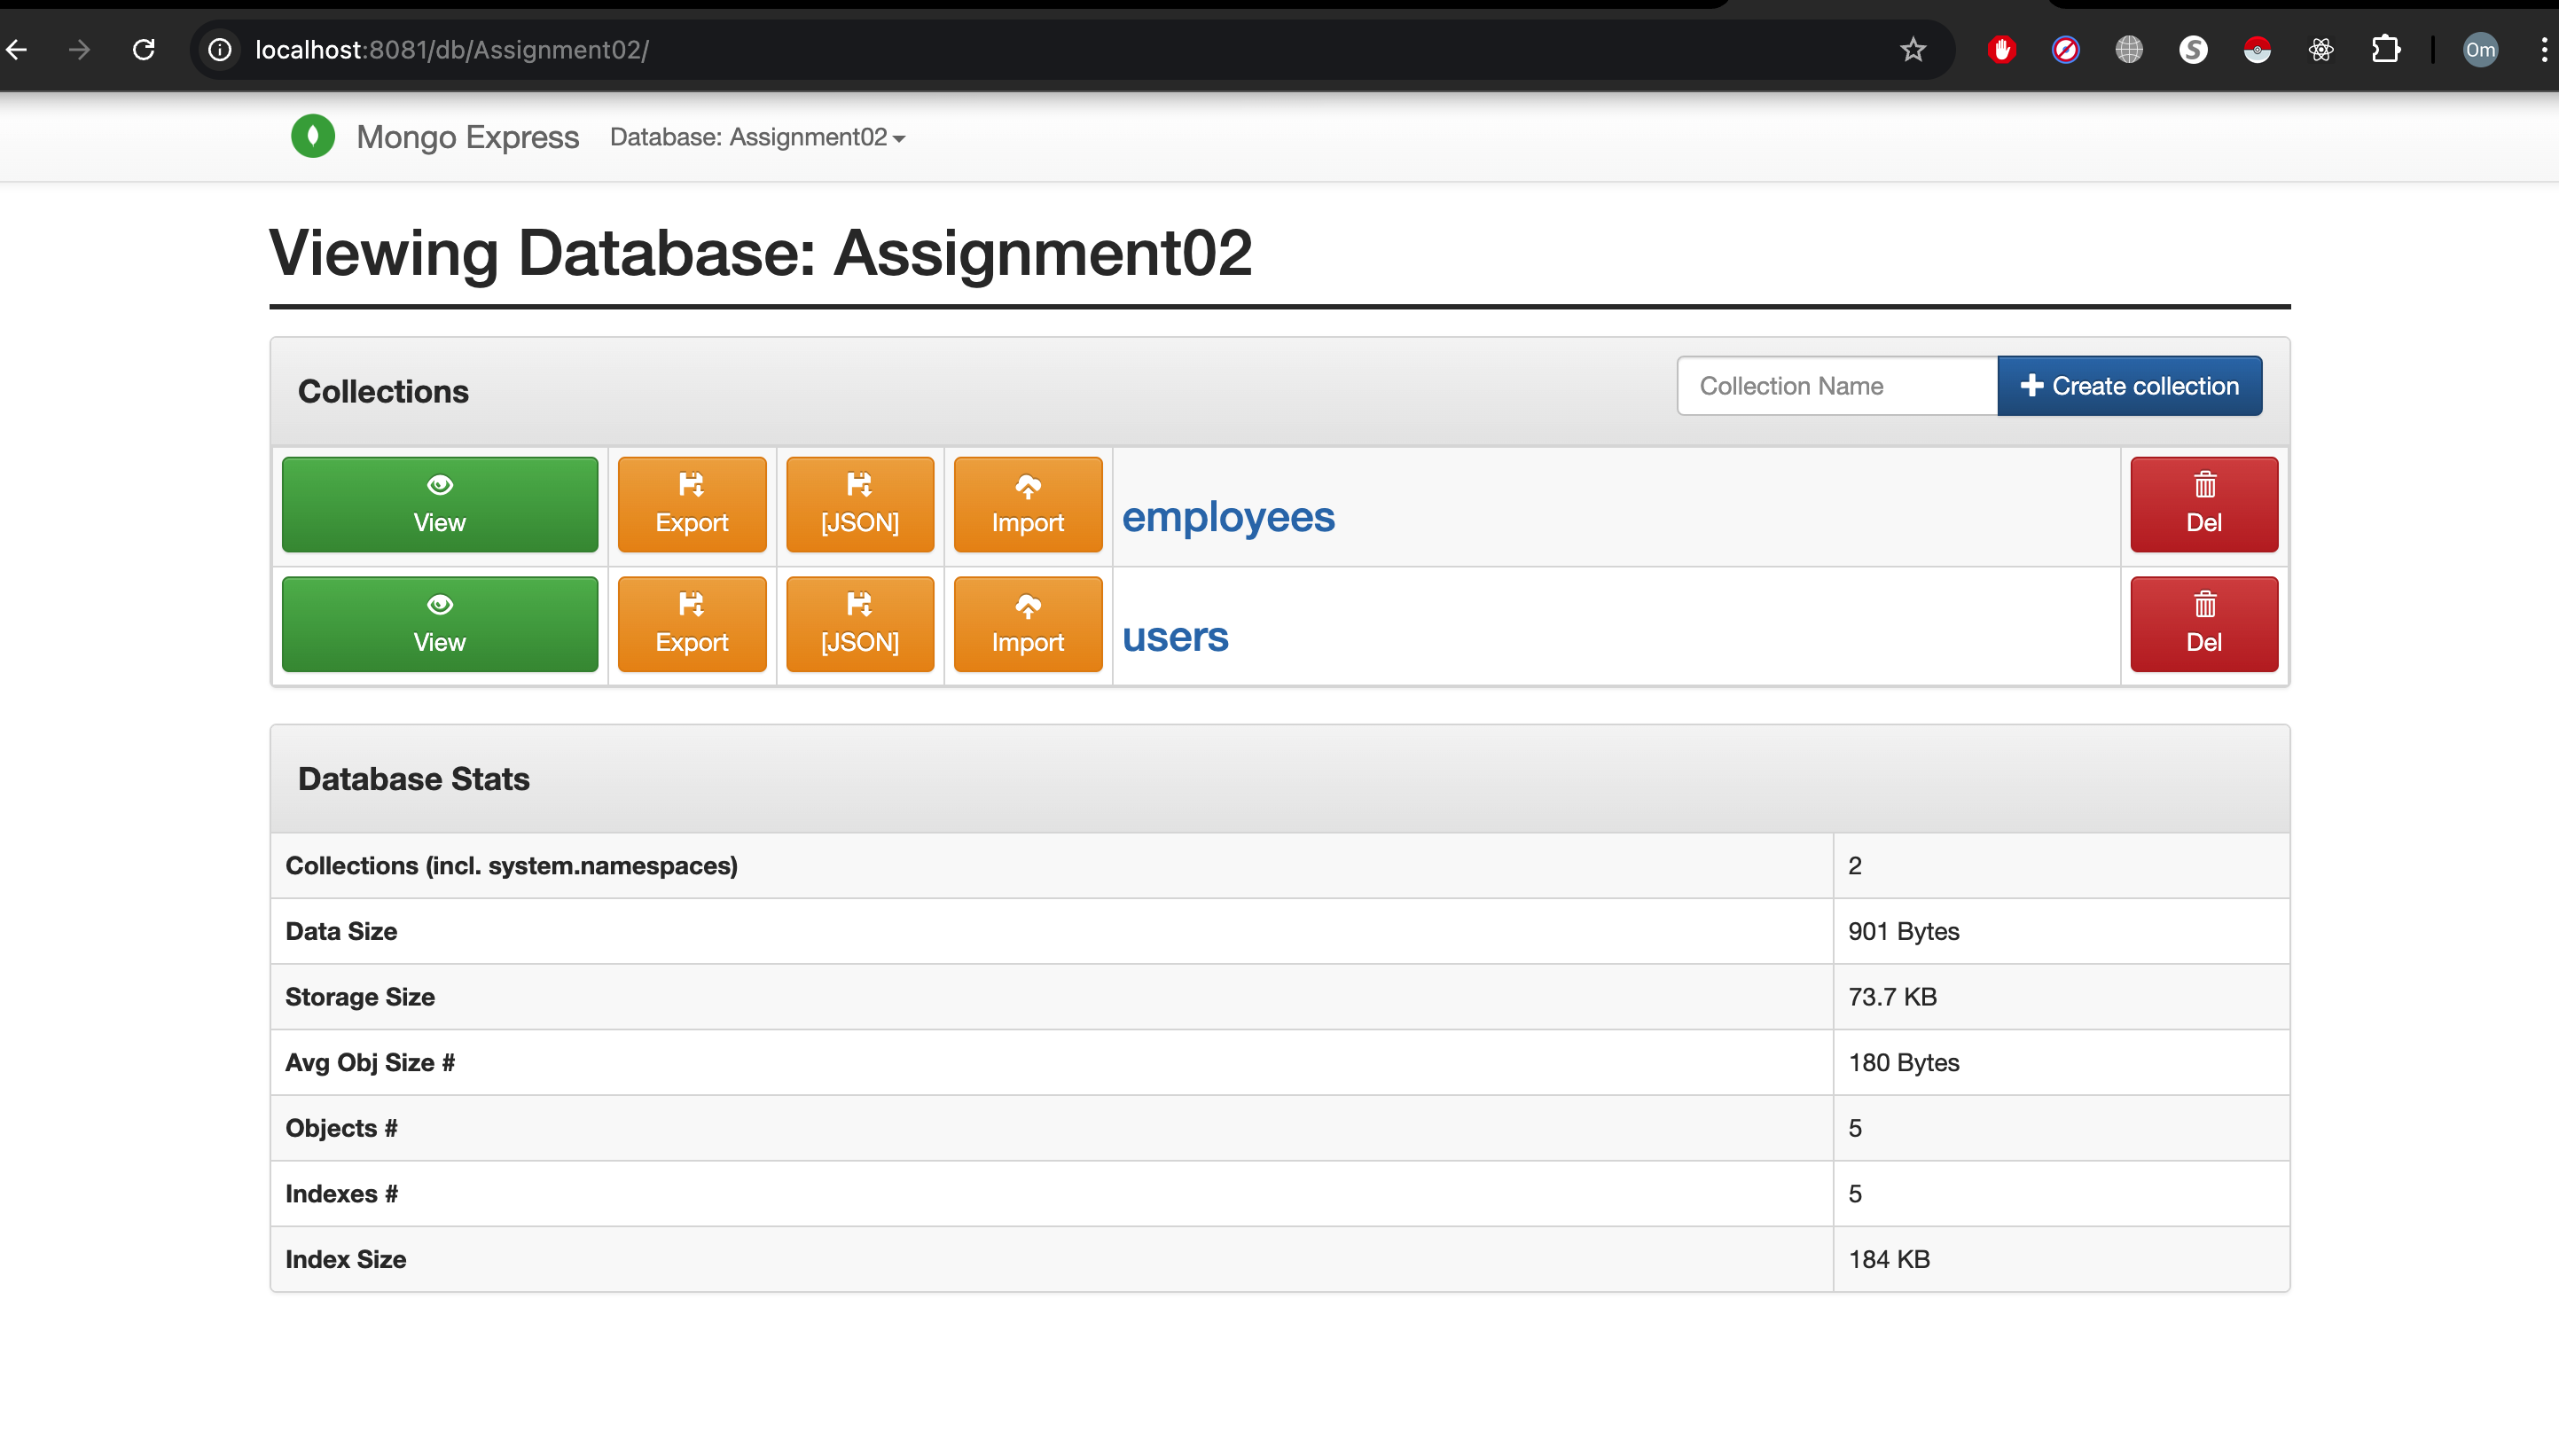 localhost:8081/db/Assignment02/
Om
Mongo Express Database: Assignment02
Viewing Database: Assignment02
Collections
Collection Name
Create collection
View Export [JSON] Import employees Del
View Export [JSON] Import users Del
Database Stats
Collections (incl. system.namespaces) 2
Data Size 901 Bytes
Storage Size 73.7 KB
Avg Obj Size # 180 Bytes
Objects # 5
Indexes # 5
Index Size 184 KB